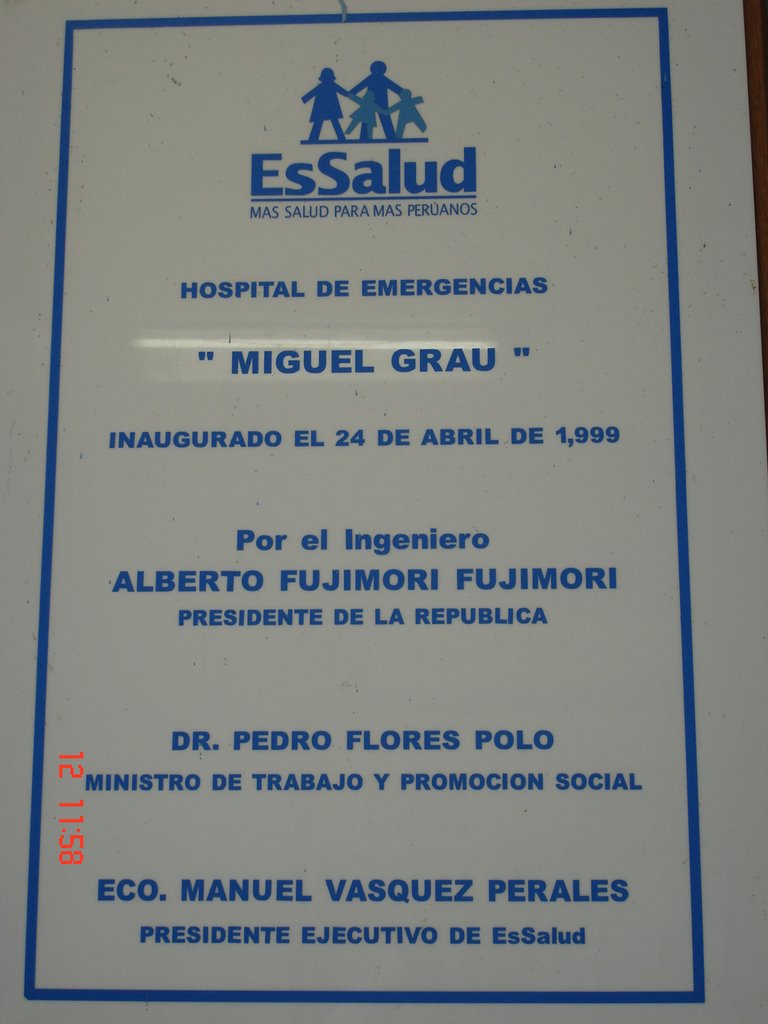 EsSalud
MAS SALUD PARA MAS PERUANOS
HOSPITAL DE EMERGENCIAS
" MIGUEL GRAU "
INAUGURADO EL 24 DE ABRIL DE 1,999
Por el Ingeniero
ALBERTO FUJIMORI FUJIMORI
PRESIDENTE DE LA REPUBLICA
DR. PEDRO FLORES POLO
MINISTRO DE TRABAJO Y PROMOCION SOCIAL
ECO. MANUEL VASQUEZ PERALES
PRESIDENTE EJECUTIVO DE EsSalud
12 11:58